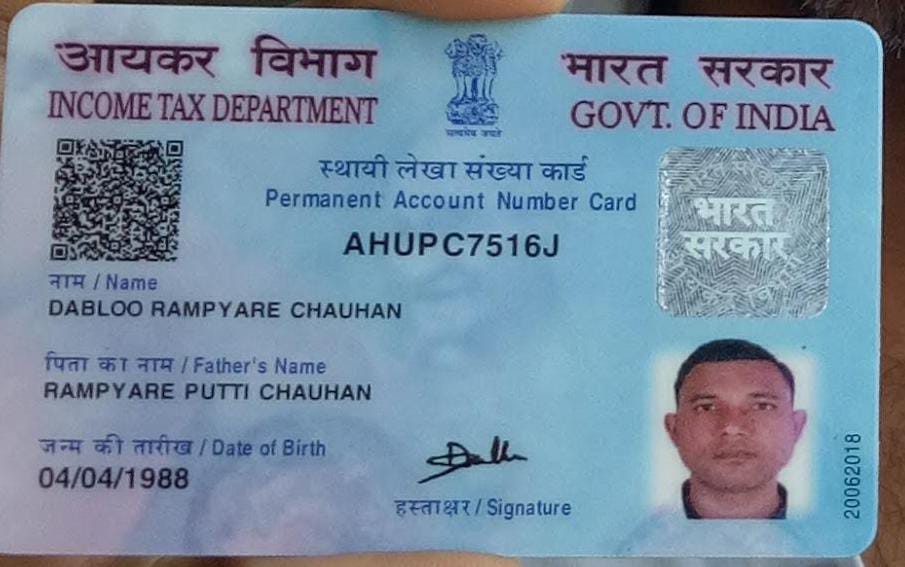 आयकर विभाग
INCOME TAX DEPARTMENT
सत्यमेव जयते
भारत सरकार
GOVT. OF INDIA
स्थायी लेखा संख्या कार्ड
Permanent Account Number Card
AHUPC7516J
भारत
सरकार
नाम / Name
DABLOO RAMPYARE CHAUHAN
पिता का नाम / Father's Name
RAMPYARE PUTTI CHAUHAN
जन्म की तारीख / Date of Birth
04/04/1988
हस्ताक्षर / Signature
20062018